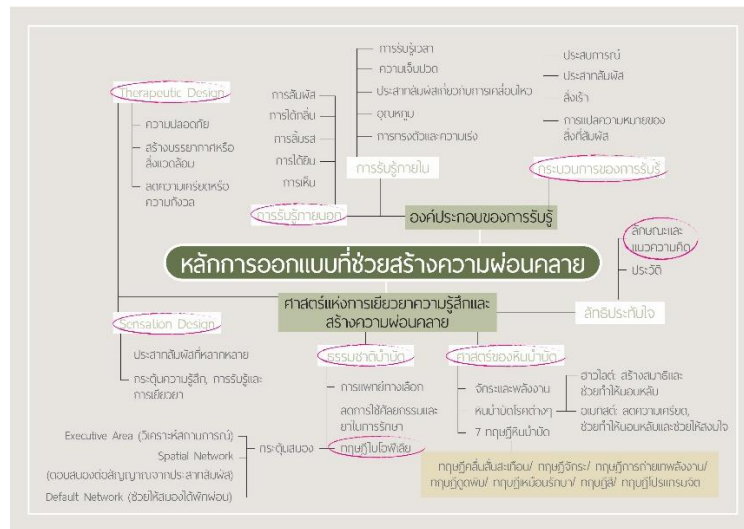 Therapeutic Design
ความปลอดภัย
สร้างบรรยากาศหรือ
สิ่งแวดล้อม
ลดความเครียดหรือ
ความกังวล
การสัมผัส
การได้กลิ่น
การลิ้มรส
การได้ยิน
การเห็น
การรับรู้ภายนอก
การรับรู้เวลา
ความเจ็บปวด
ประสาทสัมผัสเกี่ยวกับการเคลื่อนไหว
อุณหภูมิ
การทรงตัวและความเร่ง
การรับรู้ภายใน
ประสบการณ์
ประสาทสัมผัส
สิ่งเร้า
การแปลความหมายของ
สิ่งที่สัมผัส
กระบวนการของการรับรู้
องค์ประกอบของการรับรู้
หลักการออกแบบที่ช่วยสร้างความผ่อนคลาย
ลักษณะและ
แนวความคิด
ประวัติ
ลัทธิประทับใจ
ศาสตร์แห่งการเยียวยาความรู้สึกและ
สร้างความผ่อนคลาย
Sensation Design
ประสาทสัมผัสที่หลากหลาย
กระตุ้นความรู้สึก, การรับรู้และ
การเยียวยา
ธรรมชาติบำบัด
การแพทย์ทางเลือก
ลดการใช้ศัลยกรรมและ
ยาในการรักษา
ทฤษฎีไบโอฟิเลีย
กระตุ้นสมอง
Executive Area (วิเคราะห์สถานการณ์)
Spatial Network
(ตอบสนองต่อสัญญาณจากประสาทสัมผัส)
Default Network (ช่วยให้สมองได้พักผ่อน)
ศาสตร์ของหินบำบัด
จักระและพลังงาน
หินบำบัดโรคต่างๆ
7 ทฤษฎีหินบำบัด
ฮาวไลต์: สร้างสมาธิและ
ช่วยทำให้นอนหลับ
อเมทิสต์: ลดความเครียด,
ช่วยทำให้นอนหลับและช่วยให้สงบใจ
ทฤษฎีคลื่นสั่นสะเทือน/ ทฤษฎีจักระ/ ทฤษฎีการถ่ายเทพลังงาน/
ทฤษฎีดูดพิษ/ ทฤษฎีเหมือนรักษา/ ทฤษฎีสี/ ทฤษฎีโปรแกรมจิต